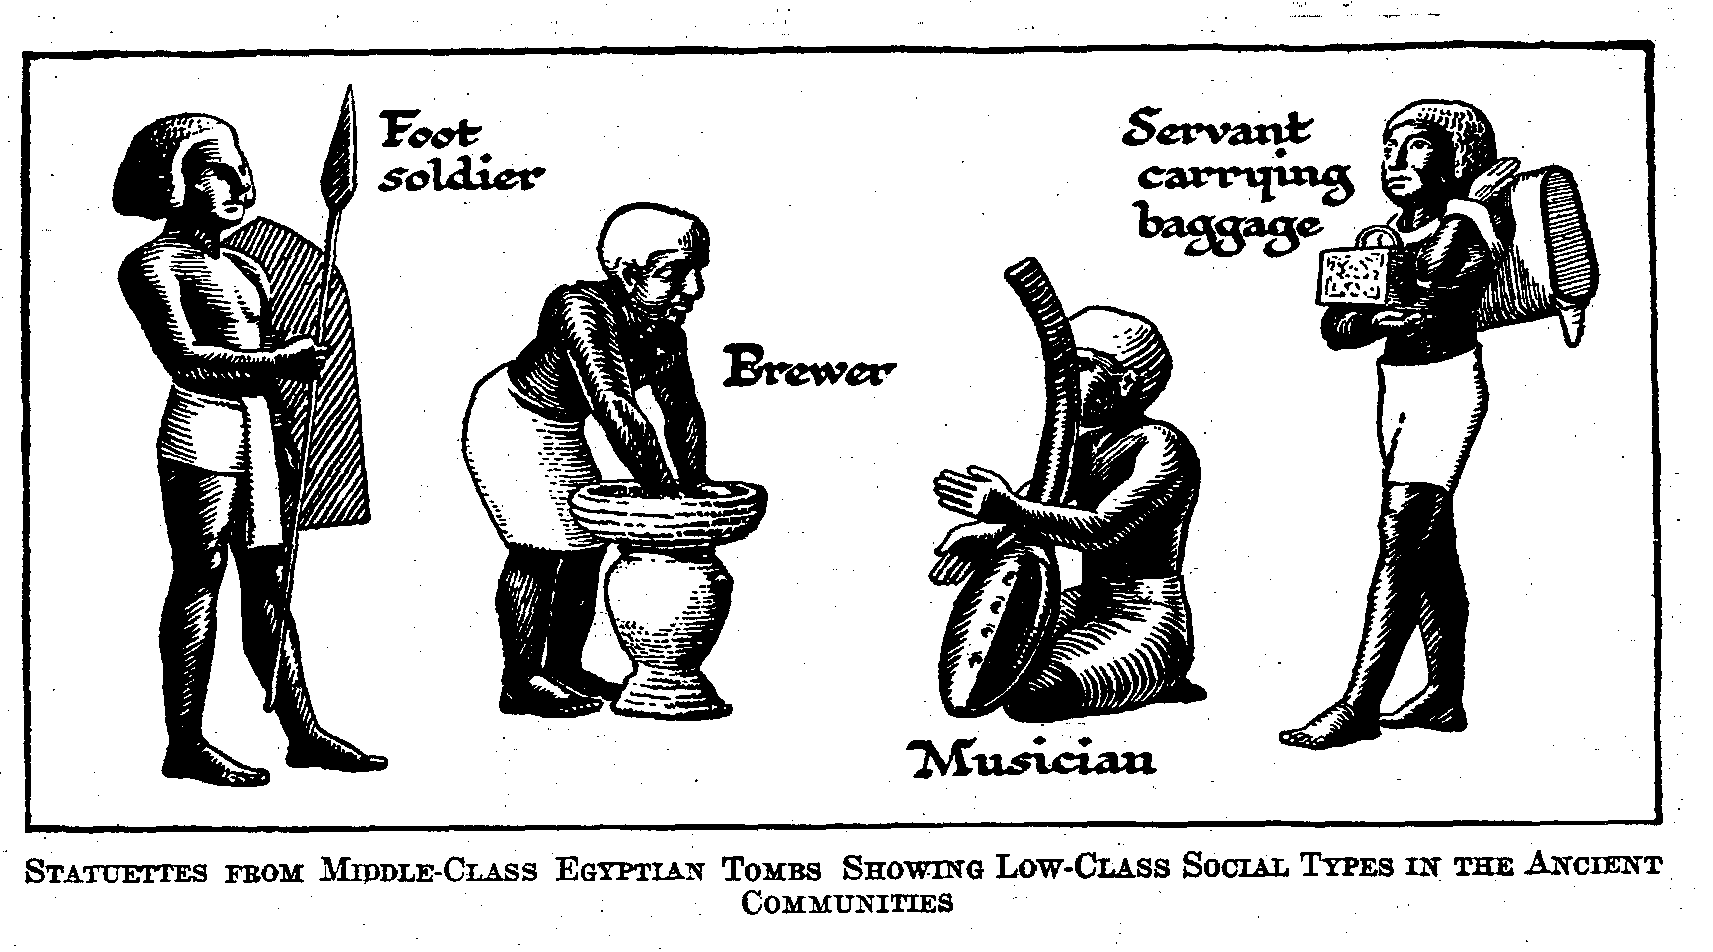 Foot
soldier
Servant
carrying
baggage
Brewer
Musician
STATUETTES FROM MIDDLE-CLASS EGYPTIAN TOMBS SHOWING LOW-CLASS SOCIAL TYPES IN THE ANCIENT
COMMUNITIES